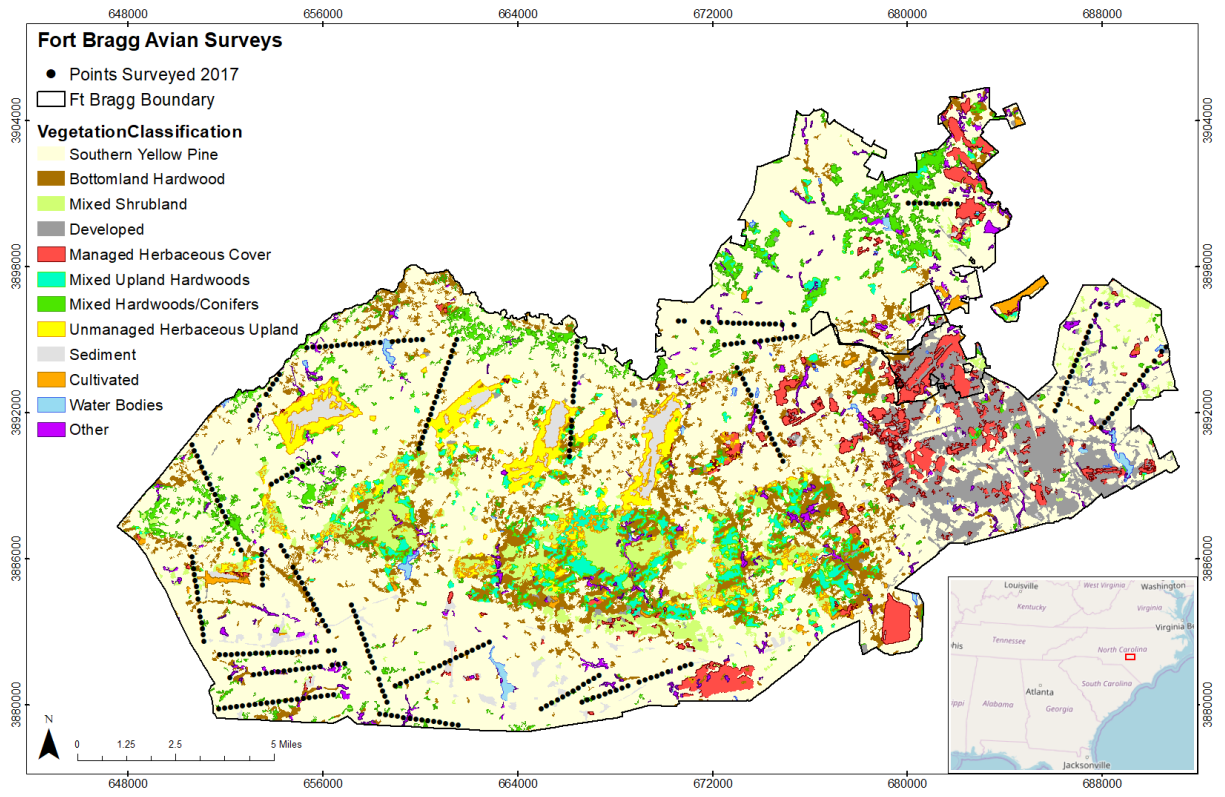 648000 656000 664000 672000 680000 688000
Fort Bragg Avian Surveys
Points Surveyed 2017
Ft Bragg Boundary
VegetationClassification
Southern Yellow Pine
Bottomland Hardwood
Mixed Shrubland
Developed
Managed Herbaceous Cover
Mixed Upland Hardwoods
Mixed Hardwoods/Conifers
Unmanaged Herbaceous Upland
Sediment
Cultivated
Water Bodies
Other
3904000
3898000
3892000
3886000
3880000
3904000
3898000
3892000
3886000
3880000
N
0 1.25 2.5 5 Miles
Louisville
West Virginia
Washington
Kentucky
Virginia
Virginia Be
Tennessee
North Carolina
his
Atlanta
South Carolina
ippi
Alabama
Georgia
Jacksonville
648000 656000 664000 672000 680000 688000